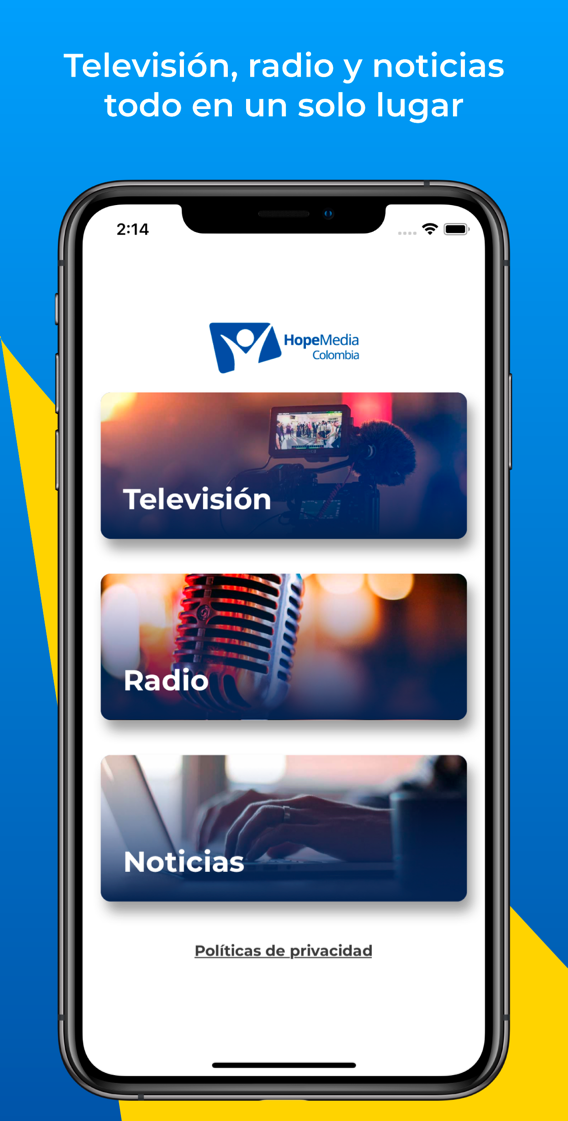 Televisión, radio y noticias
todo en un solo lugar
2:14
HopeMedia
Colombia
Televisión
Radio
Noticias
Políticas de privacidad